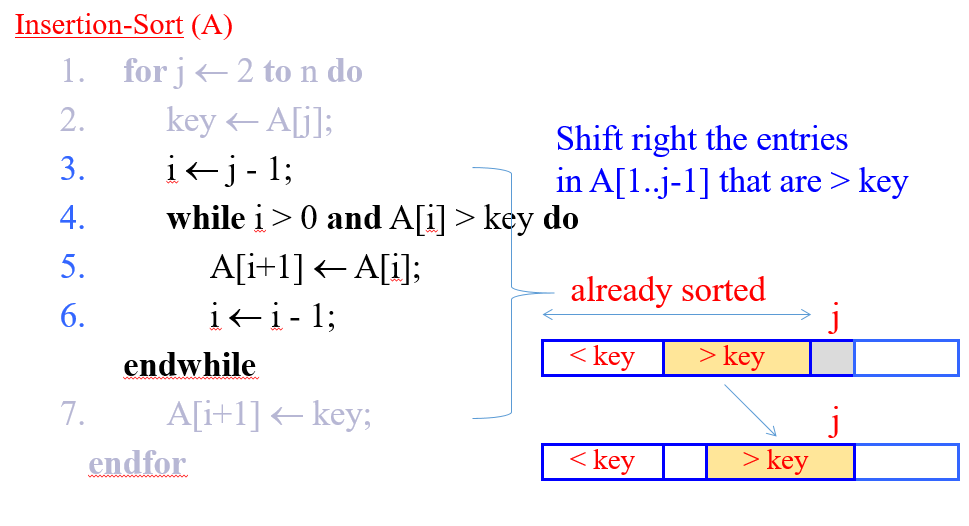 Insertion-Sort (A)
1. for j ← 2 to n do
2. key ← A[j];
3. i ← j - 1;
4. while i > 0 and A[i] > key do
5. A[i+1] ← A[i];
6. i ← i - 1;
endwhile
7. A[i+1] ← key;
endfor
Shift right the entries
in A[1..j-1] that are > key
already sorted
j
< key > key
j
< key > key